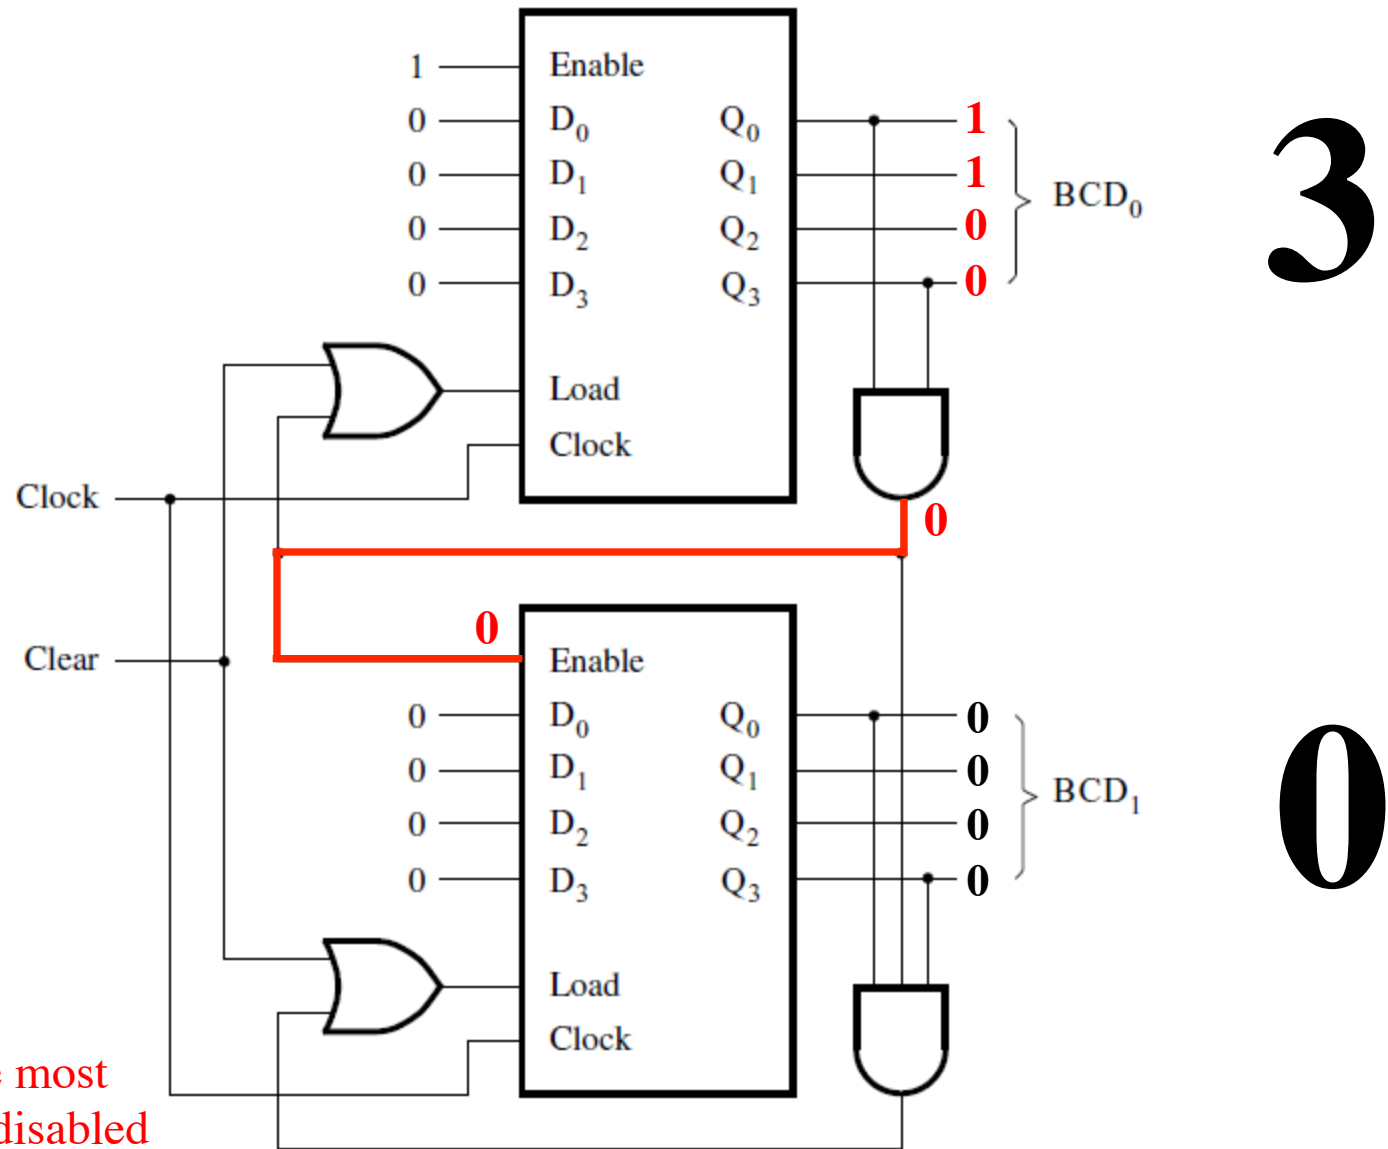 1 Enable
0 D0 Q0 1
0 D1 Q1 1 BCD0
0 D2 Q2 0
0 D3 Q3 0
3
Load
Clock
Clock
0
0
Clear
Enable
0 D0 Q0 0
0 D1 Q1 0
BCD1
0 D2 Q2 0
0 D3 Q3 0
0
Load
Clock
most
disabled